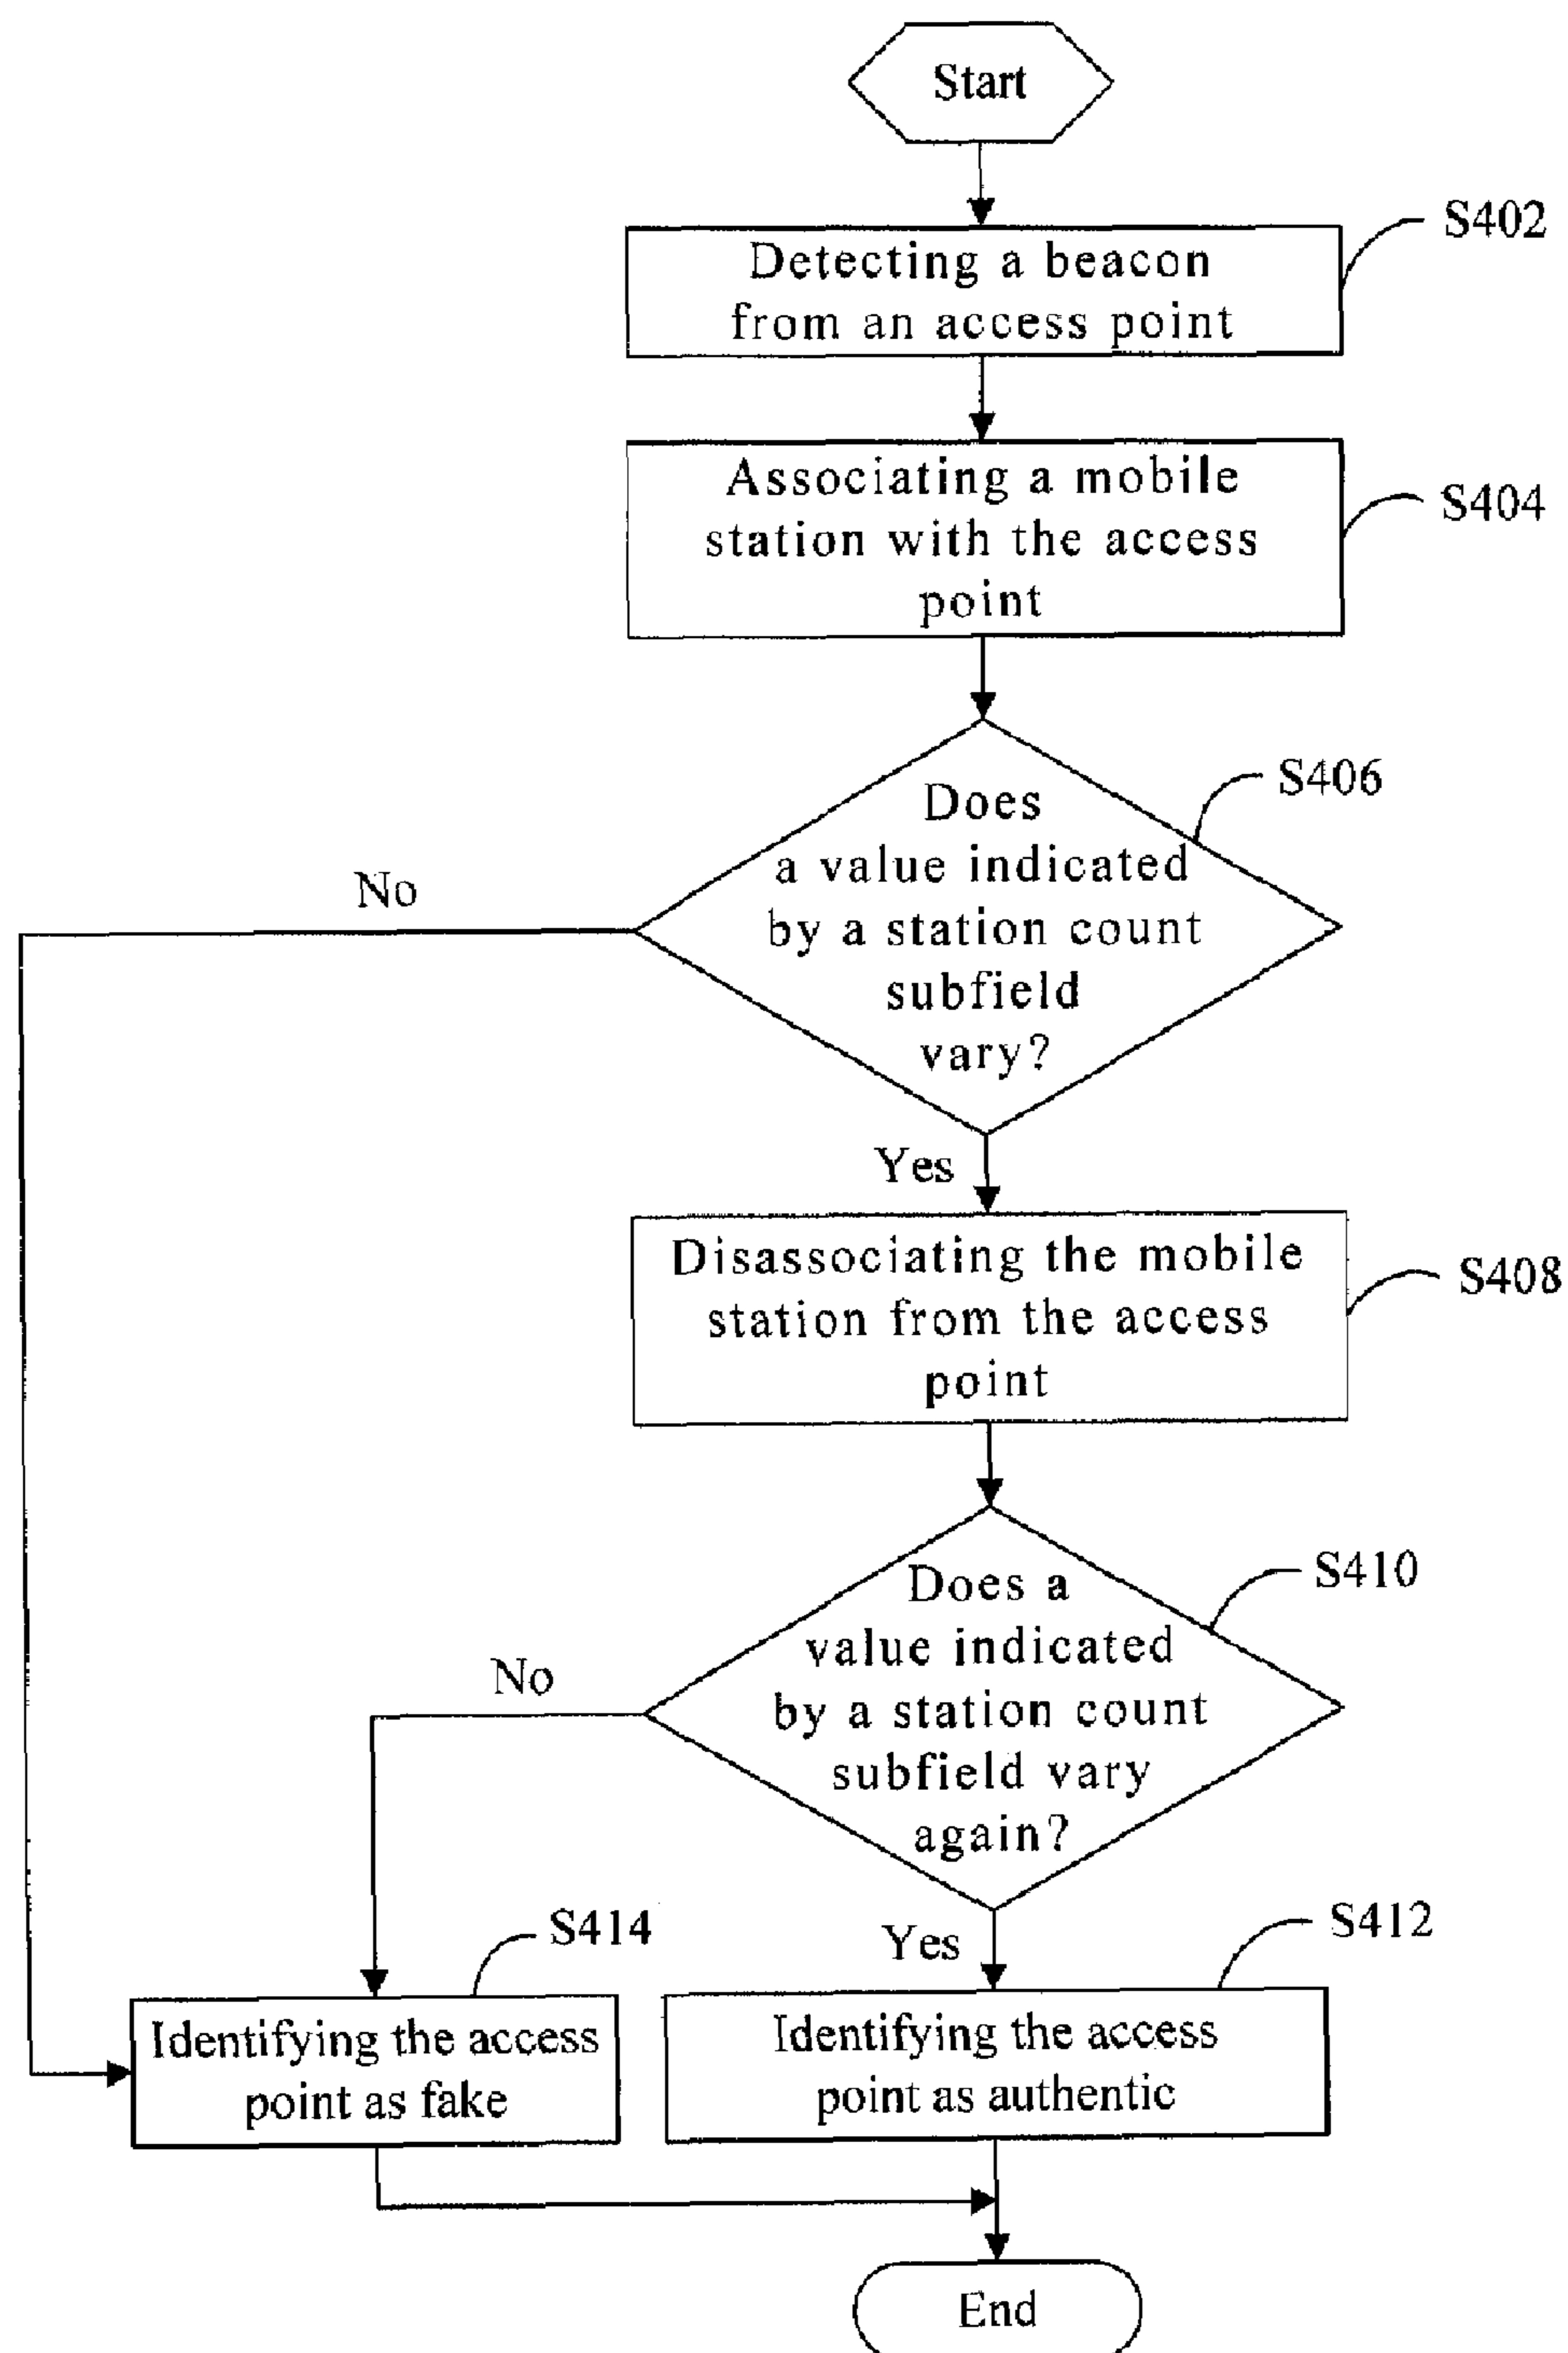 Start
S402
Detecting a beacon
from an access point
S404
Associating a mobile
station with the access
point
S406
Does
a value indicated
by a station count
subfield
vary?
No
Yes
S408
Disassociating the mobile
station from the access
point
S410
Does a
value indicated
by a station count
subfield vary
again?
No
Yes
S414
S412
Identifying the access
point as fake
Identifying the access
point as authentic
End